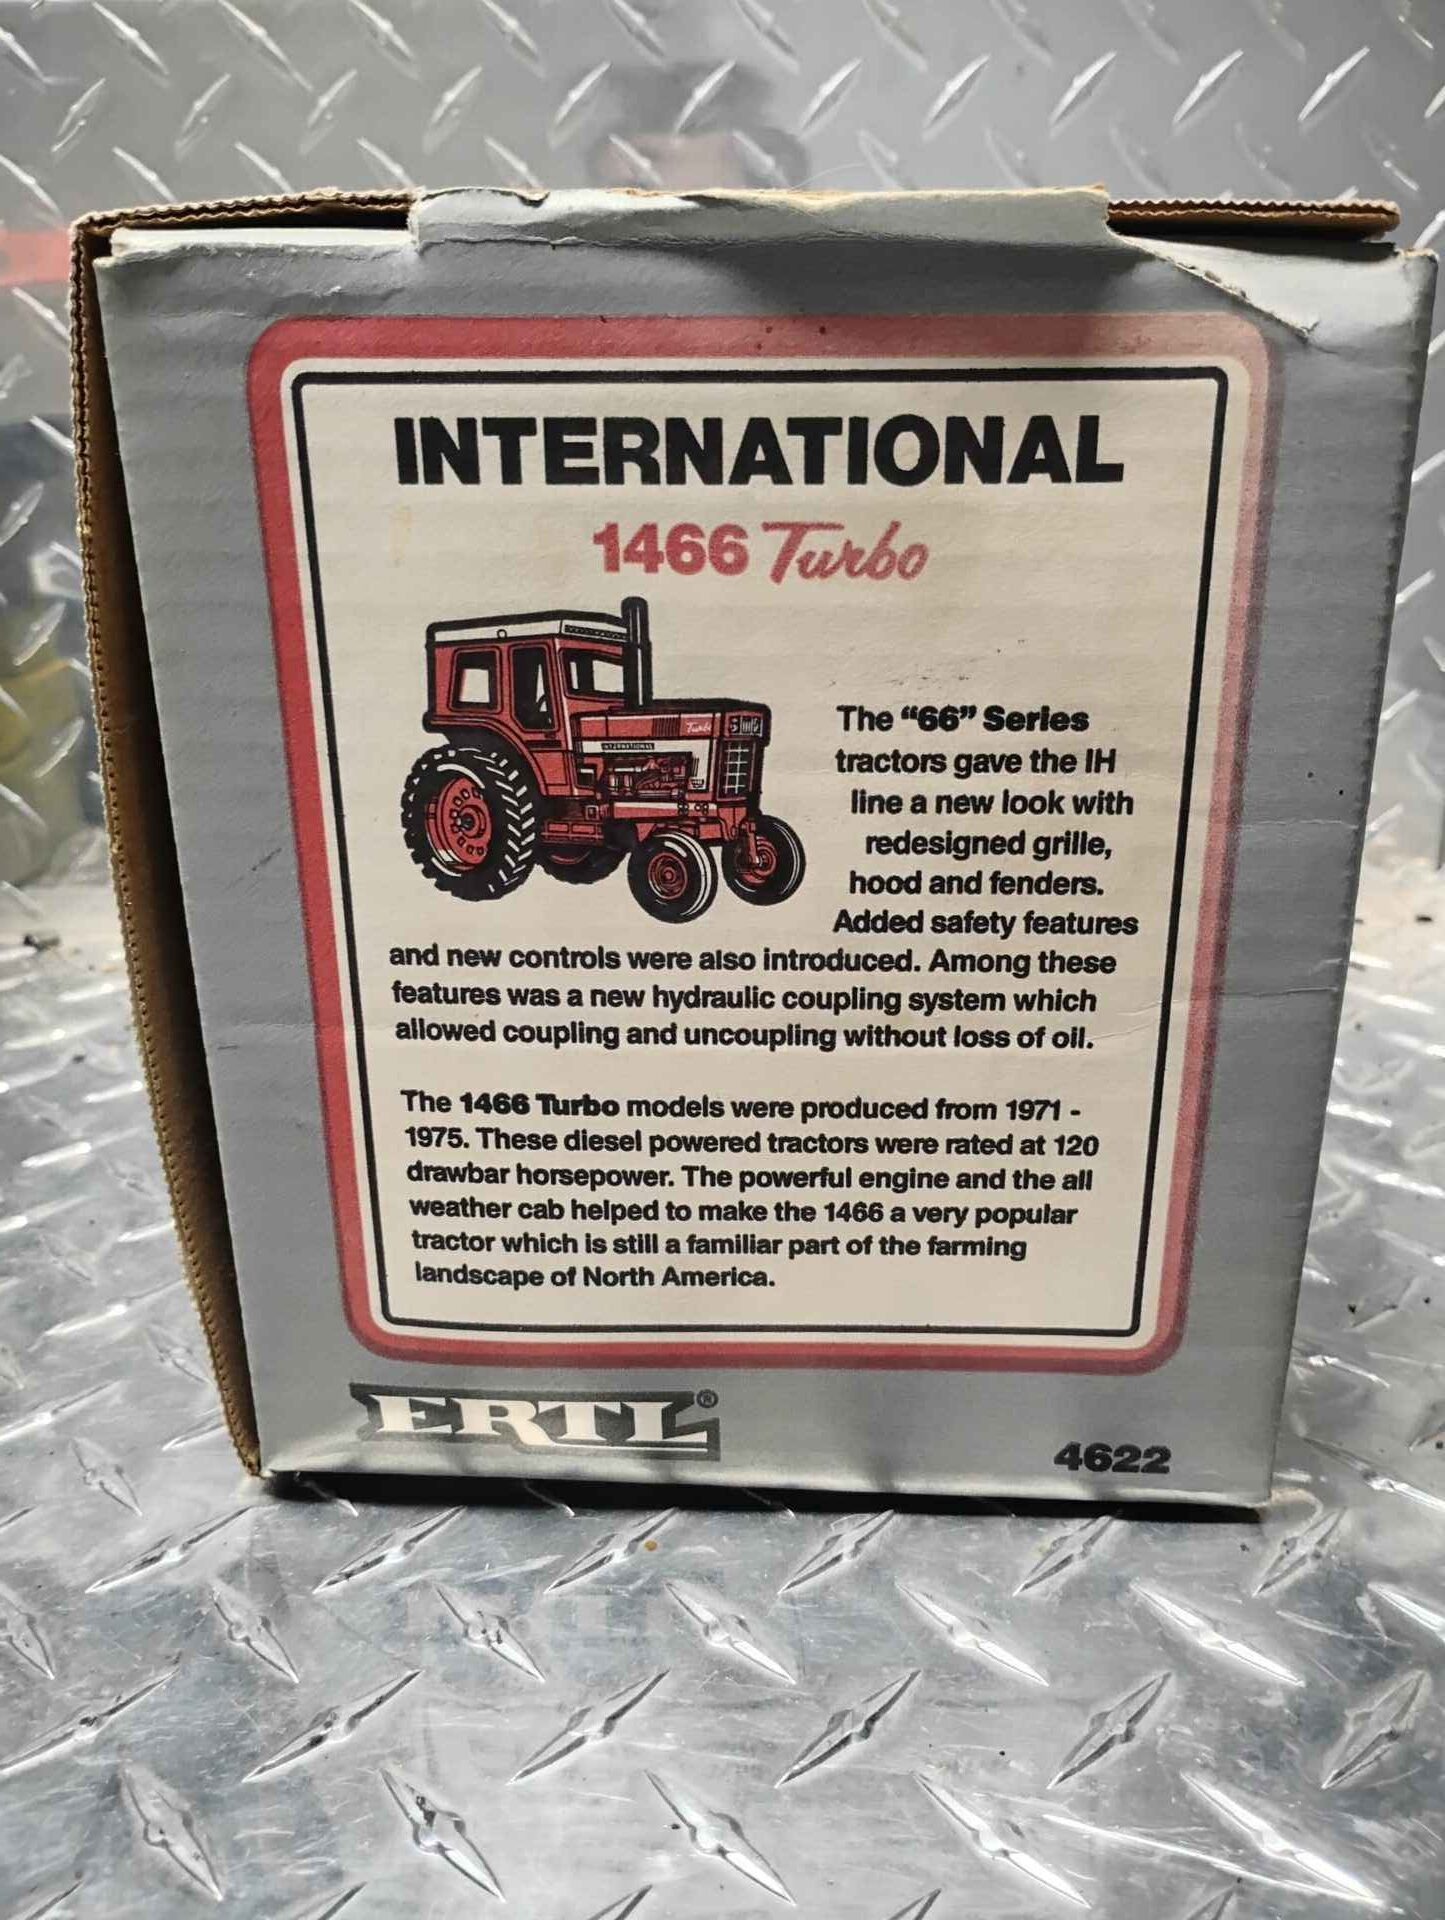 INTERNATIONAL
1466 Turbo
Turbo
INTERNATIONAL
The "66" Series
tractors gave the IH
line a new look with
redesigned grille,
hood and fenders.
Added safety features
and new controls were also introduced. Among these
features was a new hydraulic coupling system which
allowed coupling and uncoupling without loss of oil.
The 1466 Turbo models were produced from 1971 -
1975. These diesel powered tractors were rated at 120
drawbar horsepower. The powerful engine and the all
weather cab helped to make the 1466 a very popular
tractor which is still a familiar part of the farming
landscape of North America.
ERTL®
4622